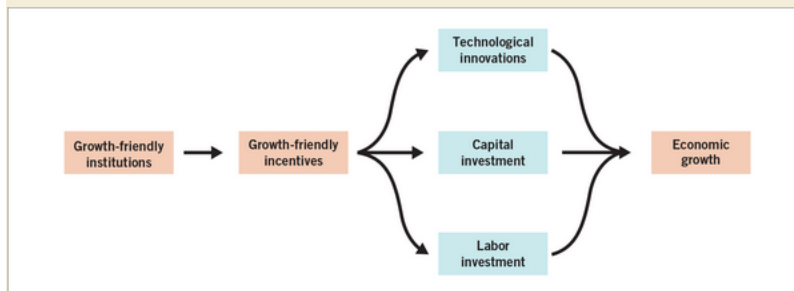 Growth-friendly
institutions
Growth-friendly
incentives
Technological
innovations
Capital
investment
Labor
investment
Economic
growth